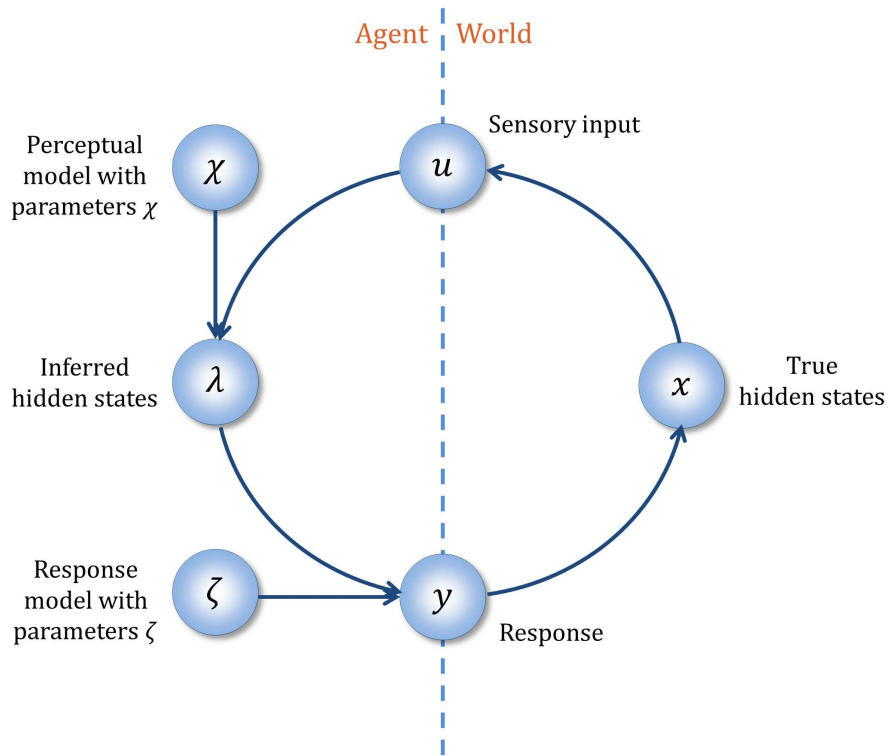 Agent World
Sensory input
Perceptual
model with
parameters χ
χ
u
Inferred
hidden states
λ
x
True
hidden states
Response
model with
parameters ζ
ζ
y
Response